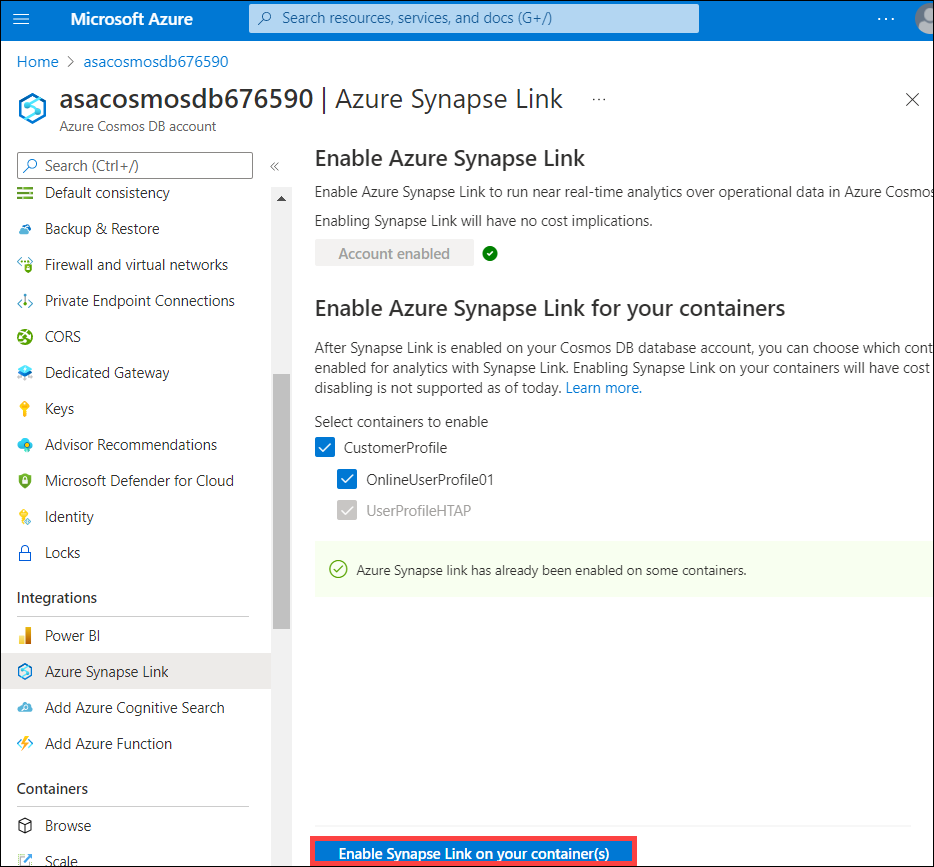 Microsoft Azure
Search resources, services, and docs (G+/)
...
Home > asacosmosdb676590
asacosmosdb676590 | Azure Synapse Link ...
Azure Cosmos DB account
Search (Ctrl+/)
«
Default consistency
Backup & Restore
Firewall and virtual networks
Private Endpoint Connections
CORS
Dedicated Gateway
Keys
Advisor Recommendations
Microsoft Defender for Cloud
Identity
Locks
Integrations
Power BI
Azure Synapse Link
Add Azure Cognitive Search
Add Azure Function
Containers
Browse
Scale
Enable Azure Synapse Link
Enable Azure Synapse Link to run near real-time analytics over operational data in Azure Cosmos
Enabling Synapse Link will have no cost implications.
Account enabled
Enable Azure Synapse Link for your containers
After Synapse Link is enabled on your Cosmos DB database account, you can choose which cont
enabled for analytics with Synapse Link. Enabling Synapse Link on your containers will have cost
disabling is not supported as of today. Learn more.
Select containers to enable
CustomerProfile
OnlineUserProfile01
UserProfileHTAP
Azure Synapse link has already been enabled on some containers.
Enable Synapse Link on your container(s)